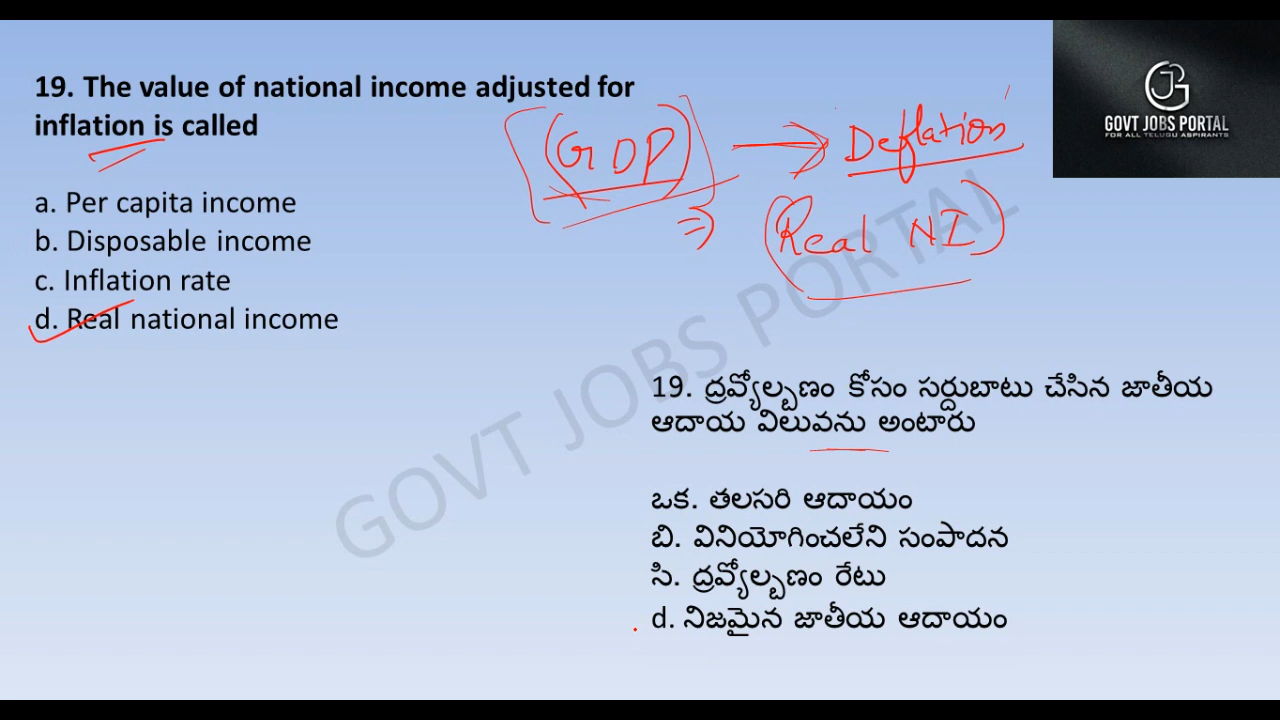 19. The value of national income adjusted for
inflation is called
a. Per capita income
b. Disposable income
c. Inflation rate
d. Real national income
(GDP) → Deflation
⇒ (Real NI)
GOVT JOBS PORTAL
FOR ALL TELUGU ASPIRANTS
GOVT JOBS PORTAL
19. ద్రవ్యోల్బణం కోసం సర్దుబాటు చేసిన జాతీయ
ఆదాయ విలువను అంటారు
ఒక. తలసరి ఆదాయం
బి. వినియోగించలేని సంపాదన
సి. ద్రవ్యోల్బణం రేటు
d. నిజమైన జాతీయ ఆదాయం